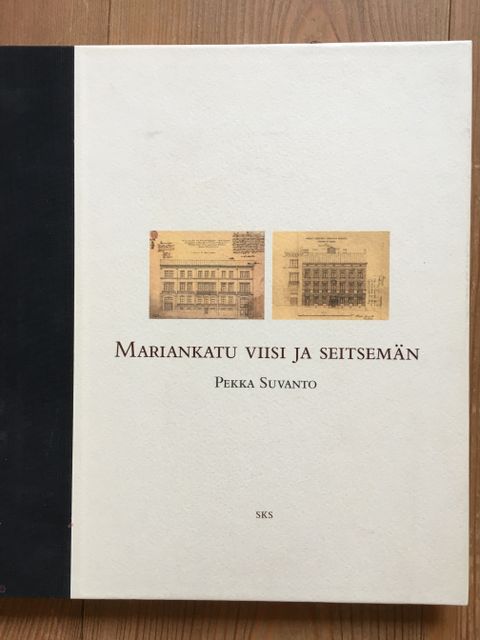 MARIANKATU VIISI JA SEITSEMÄN
PEKKA SUVANTO
SKS